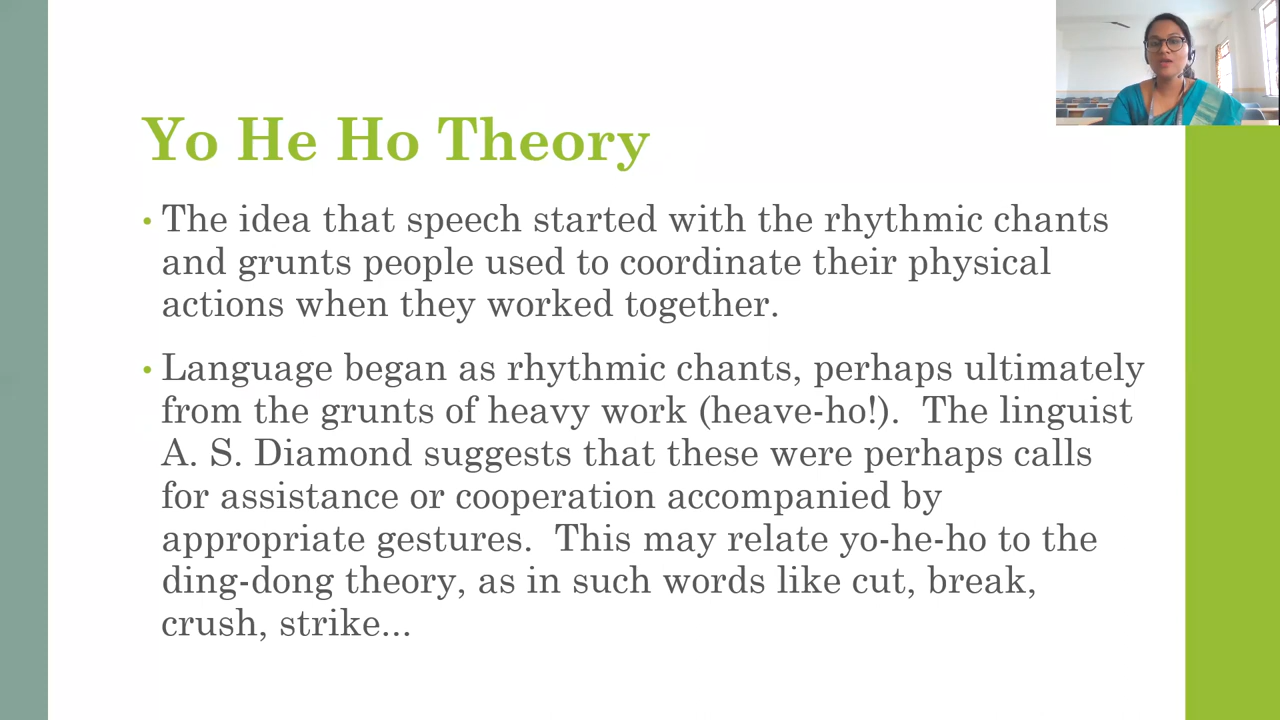 Yo He Ho Theory
• The idea that speech started with the rhythmic chants
and grunts people used to coordinate their physical
actions when they worked together.
• Language began as rhythmic chants, perhaps ultimately
from the grunts of heavy work (heave-ho!).  The linguist
A. S. Diamond suggests that these were perhaps calls
for assistance or cooperation accompanied by
appropriate gestures.  This may relate yo-he-ho to the
ding-dong theory, as in such words like cut, break,
crush, strike...